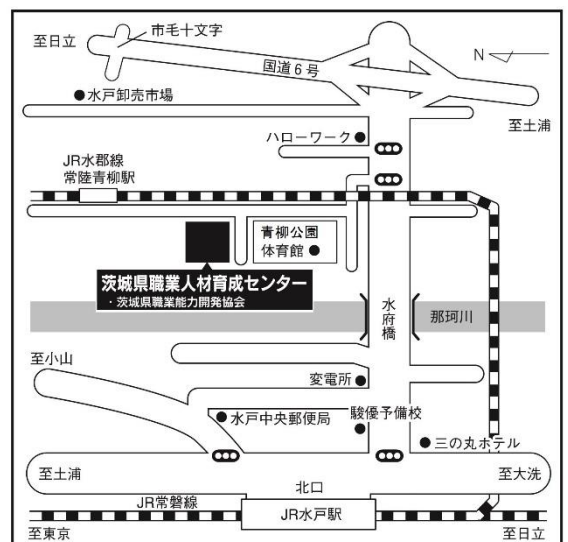 市毛十文字
至日立
国道6号
N
水戸卸売市場
至土浦
ハローワーク
JR水郡線
常陸青柳駅
青柳公園
体育館
茨城県職業人材育成センター
・茨城県職業能力開発協会
水府橋
那珂川
至小山
変電所
水戸中央郵便局
駿優予備校
三の丸ホテル
至土浦
北口
至大洗
JR常磐線
JR水戸駅
至東京
至日立